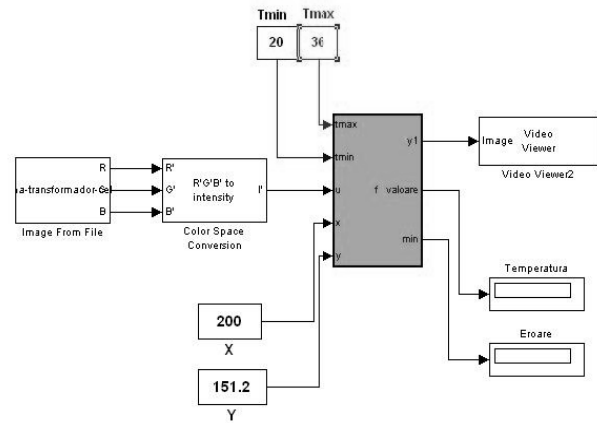 Tmin Tmax
20 36
tmax
tmin
u
x
y
f
y1
valoare
min
Image
Video
Viewer
Video Viewer2
R
G
B
Image From File
R'
G'
B'
R'G'B' to
intensity
I'
Color Space
Conversion
Temperatura
Eroare
200
X
151.2
Y